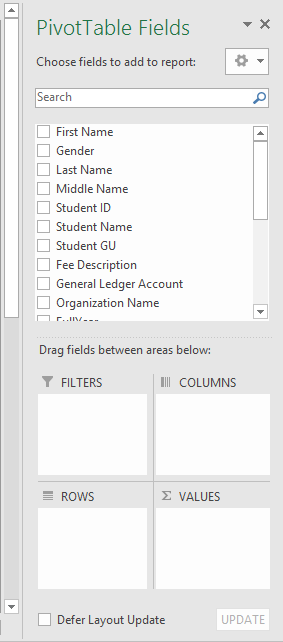 PivotTable Fields
Choose fields to add to report:
Search
First Name
Gender
Last Name
Middle Name
Student ID
Student Name
Student GU
Fee Description
General Ledger Account
Organization Name
FullYear
Drag fields between areas below:
FILTERS
COLUMNS
ROWS
VALUES
Defer Layout Update
UPDATE